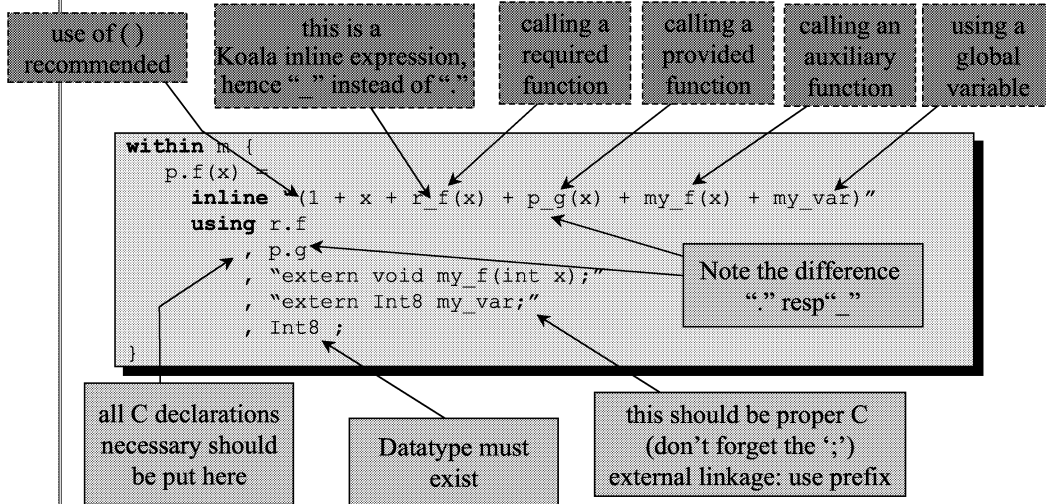 use of ( )
recommended
this is a
Koala inline expression,
hence “_” instead of “.”
calling a
required
function
calling a
provided
function
calling an
auxiliary
function
using a
global
variable
within m {
p.f(x) =
inline “(1 + x + r_f(x) + p_g(x) + my_f(x) + my_var)”
using r.f
, p.g
, “extern void my_f(int x);”
, “extern Int8 my_var;”
, Int8 ;
}
Note the difference
“.” resp“_”
all C declarations
necessary should
be put here
Datatype must
exist
this should be proper C
(don’t forget the ‘;’)
external linkage: use prefix